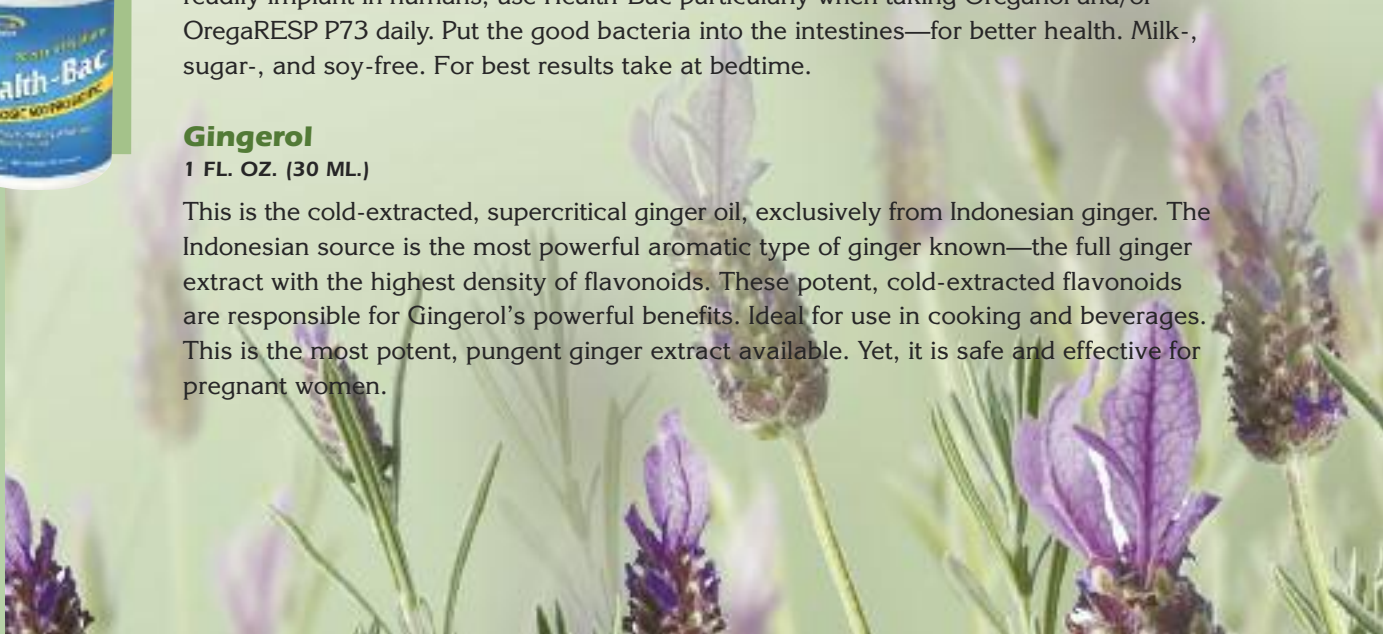 readily implant in humans, use Health-Bac particularly when taking Oreganol and/or
OregaRESP P73 daily. Put the good bacteria into the intestines—for better health. Milk-,
sugar-, and soy-free. For best results take at bedtime.
alth-Bac
Gingerol
1 FL. OZ. (30 ML.)
This is the cold-extracted, supercritical ginger oil, exclusively from Indonesian ginger. The
Indonesian source is the most powerful aromatic type of ginger known—the full ginger
extract with the highest density of flavonoids. These potent, cold-extracted flavonoids
are responsible for Gingerol’s powerful benefits. Ideal for use in cooking and beverages.
This is the most potent, pungent ginger extract available. Yet, it is safe and effective for
pregnant women.